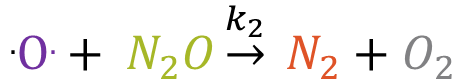 ·O· + N₂O →k₂ N₂ + O₂